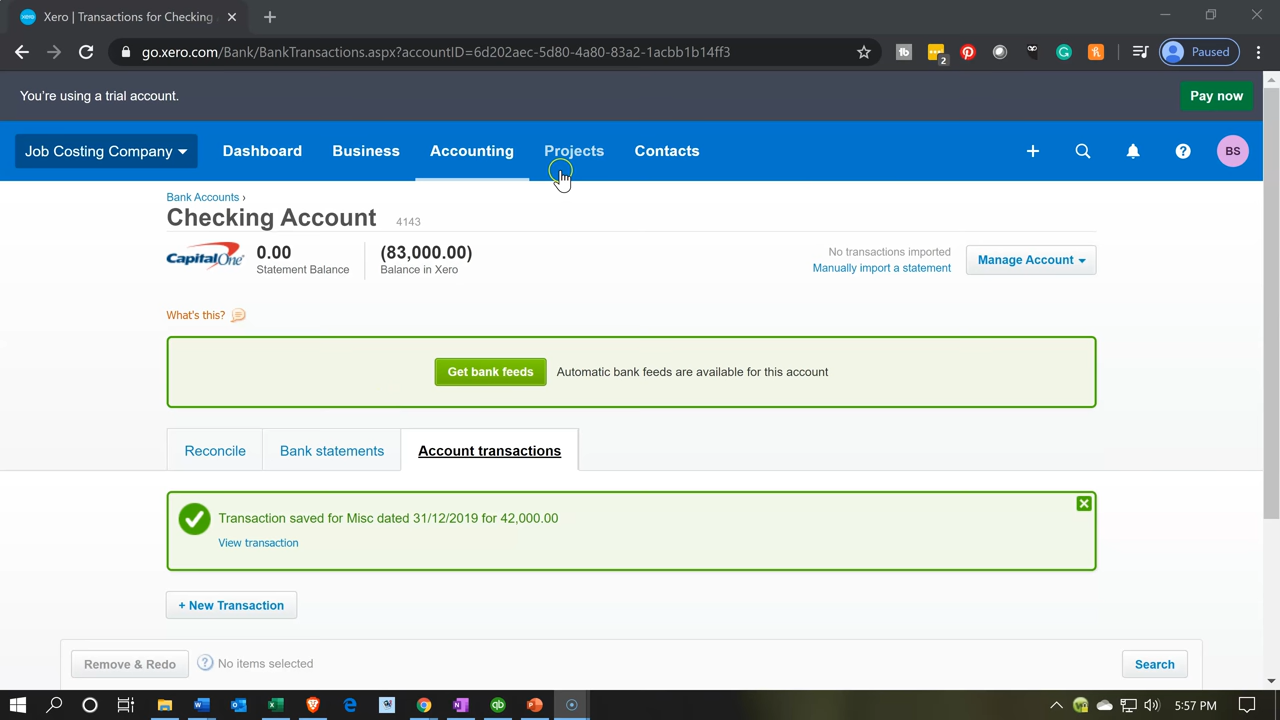 xero
Xero | Transactions for Checking
go.xero.com/Bank/BankTransactions.aspx?accountID=6d202aec-5d80-4a80-83a2-1acbb1b14ff3
tb
2
Paused
You're using a trial account.
Pay now
Job Costing Company
Dashboard
Business
Accounting
Projects
Contacts
BS
Bank Accounts ›
Checking Account 4143
Capital One
0.00
Statement Balance
(83,000.00)
Balance in Xero
No transactions imported
Manually import a statement
Manage Account
What's this?
Get bank feeds
Automatic bank feeds are available for this account
Reconcile
Bank statements
Account transactions
Transaction saved for Misc dated 31/12/2019 for 42,000.00
View transaction
+ New Transaction
Remove & Redo
? No items selected
Search
5:57 PM